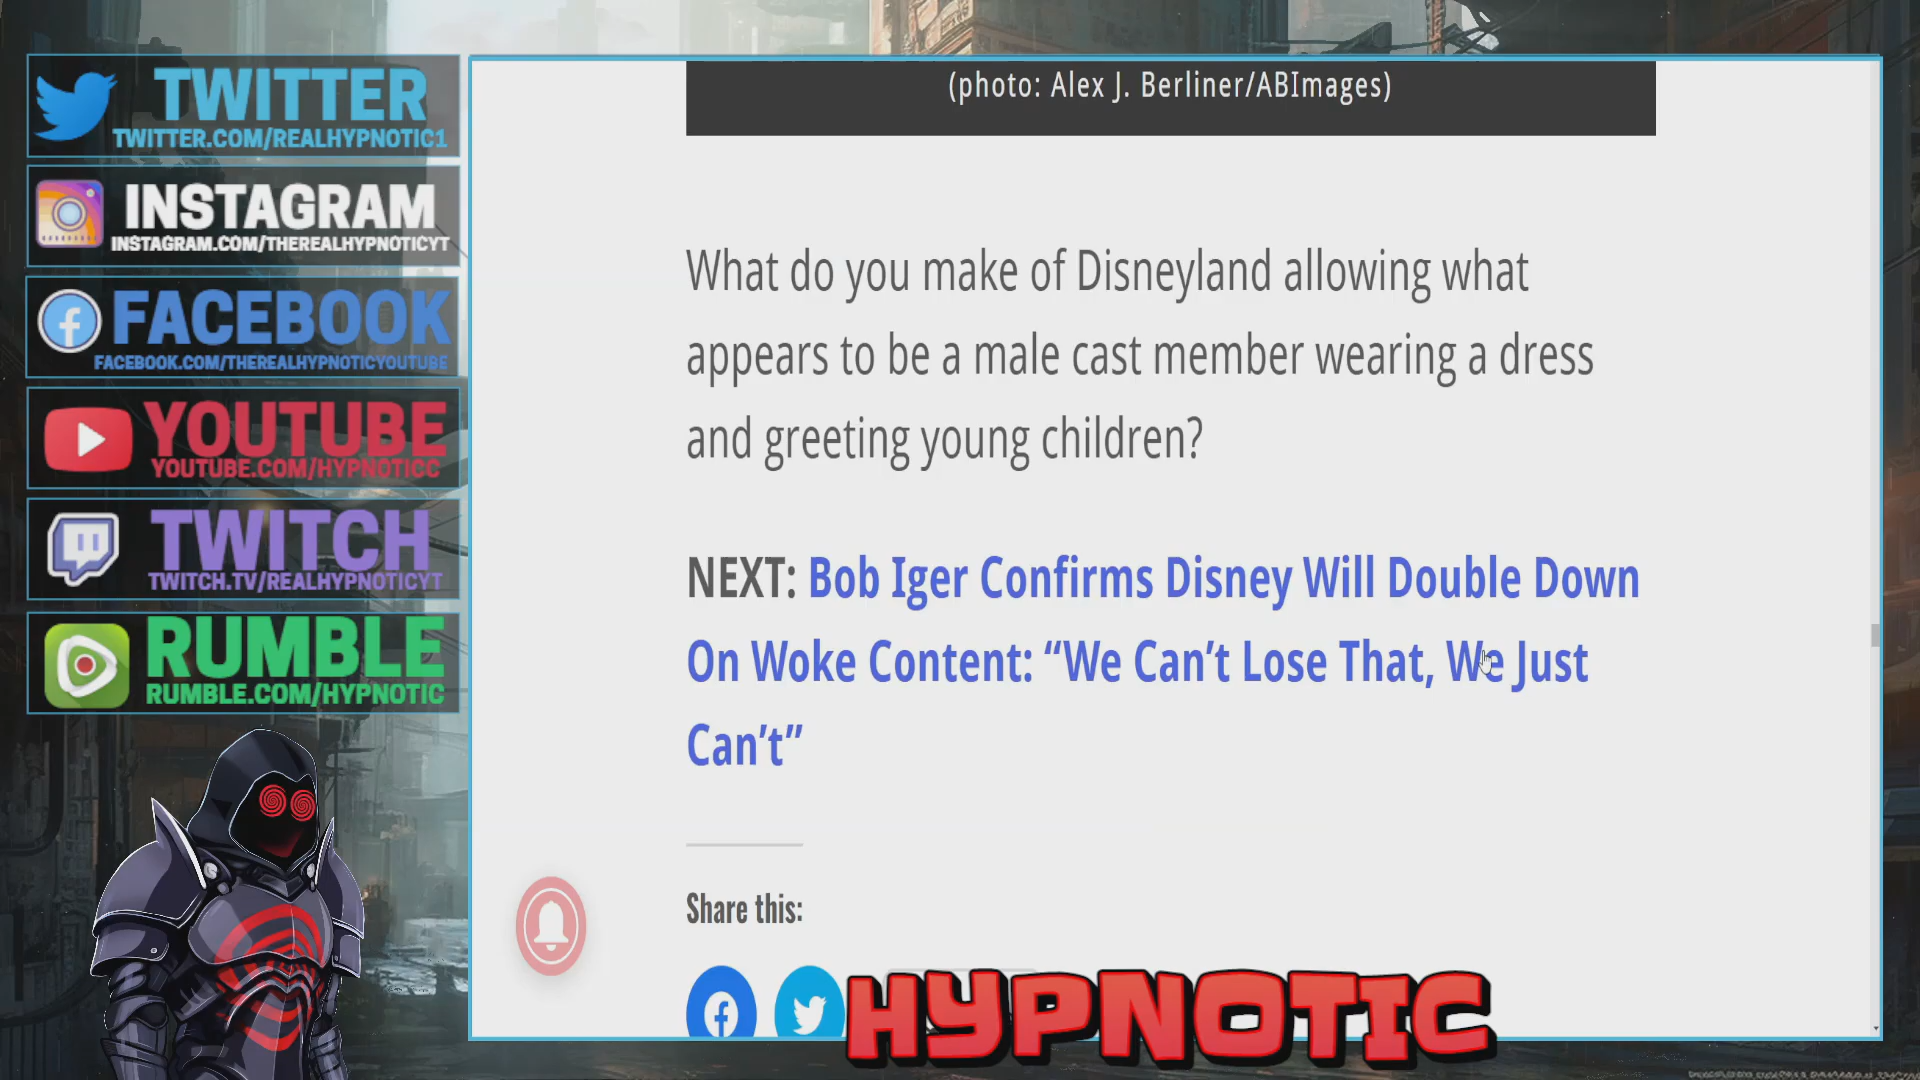 (photo: Alex J. Berliner/ABImages)
TWITTER
TWITTER.COM/REALHYPNOTIC1
INSTAGRAM
INSTAGRAM.COM/THEREALHYPNOTICYT
FACEBOOK
FACEBOOK.COM/THEREALHYPNOTICYOUTUBE
YOUTUBE
YOUTUBE.COM/HYPNOTICC
TWITCH
TWITCH.TV/REALHYPNOTICYT
RUMBLE
RUMBLE.COM/HYPNOTIC
What do you make of Disneyland allowing what
appears to be a male cast member wearing a dress
and greeting young children?
NEXT: Bob Iger Confirms Disney Will Double Down
On Woke Content: “We Can’t Lose That, We Just
Can’t”
Share this:
HYPNOTIC